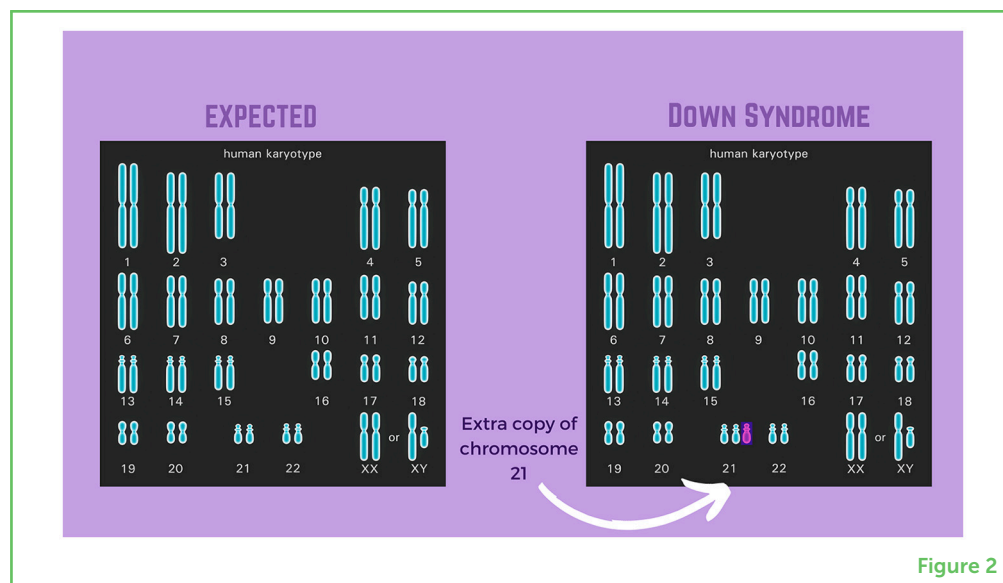 EXPECTED
human karyotype
1 2 3 4 5
6 7 8 9 10 11 12
13 14 15 16 17 18
or
19 20 21 22 XX XY
Extra copy of
chromosome
21
DOWN SYNDROME
human karyotype
1 2 3 4 5
6 7 8 9 10 11 12
13 14 15 16 17 18
or
19 20 21 22 XX XY
Figure 2